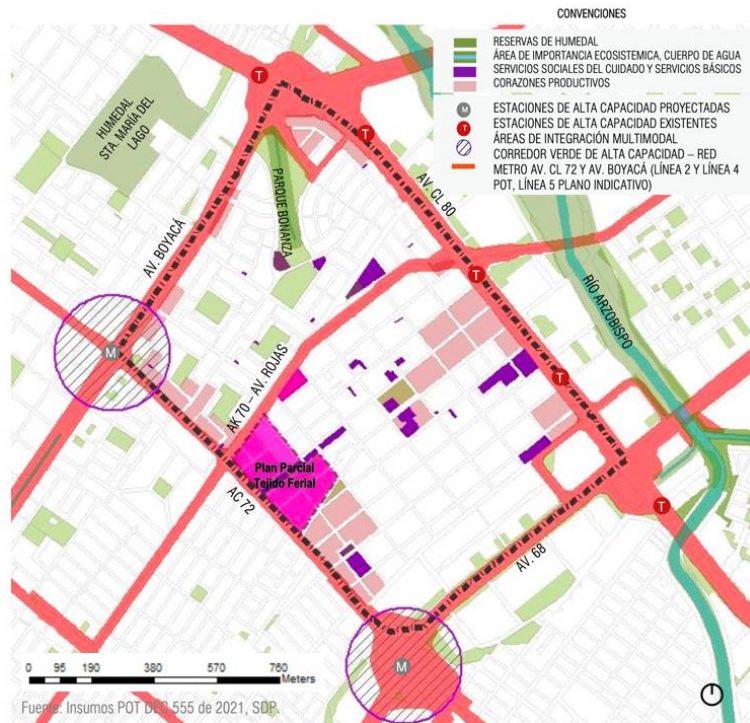 CONVENCIONES
RESERVAS DE HUMEDAL
ÁREA DE IMPORTANCIA ECOSISTEMICA, CUERPO DE AGUA
SERVICIOS SOCIALES DEL CUIDADO Y SERVICIOS BÁSICOS
CORAZONES PRODUCTIVOS
M ESTACIONES DE ALTA CAPACIDAD PROYECTADAS
T ESTACIONES DE ALTA CAPACIDAD EXISTENTES
ÁREAS DE INTEGRACIÓN MULTIMODAL
CORREDOR VERDE DE ALTA CAPACIDAD – RED
METRO AV. CL 72 Y AV. BOYACÁ (LÍNEA 2 Y LÍNEA 4
POT, LÍNEA 5 PLANO INDICATIVO)
T
T
HUMEDAL
STA. MARÍA DEL
LAGO
AV. CL 80
PARQUE BONANZA
AV. BOYACÁ
T
RÍO ARZOBISPO
M
AK 70 – AV. ROJAS
T
Plan Parcial
Tejido Ferial
AC 72
T
AV. 68
M
0 95 190 380 570 760
Meters
Fuente: Insumos POT DEC 555 de 2021, SDP.